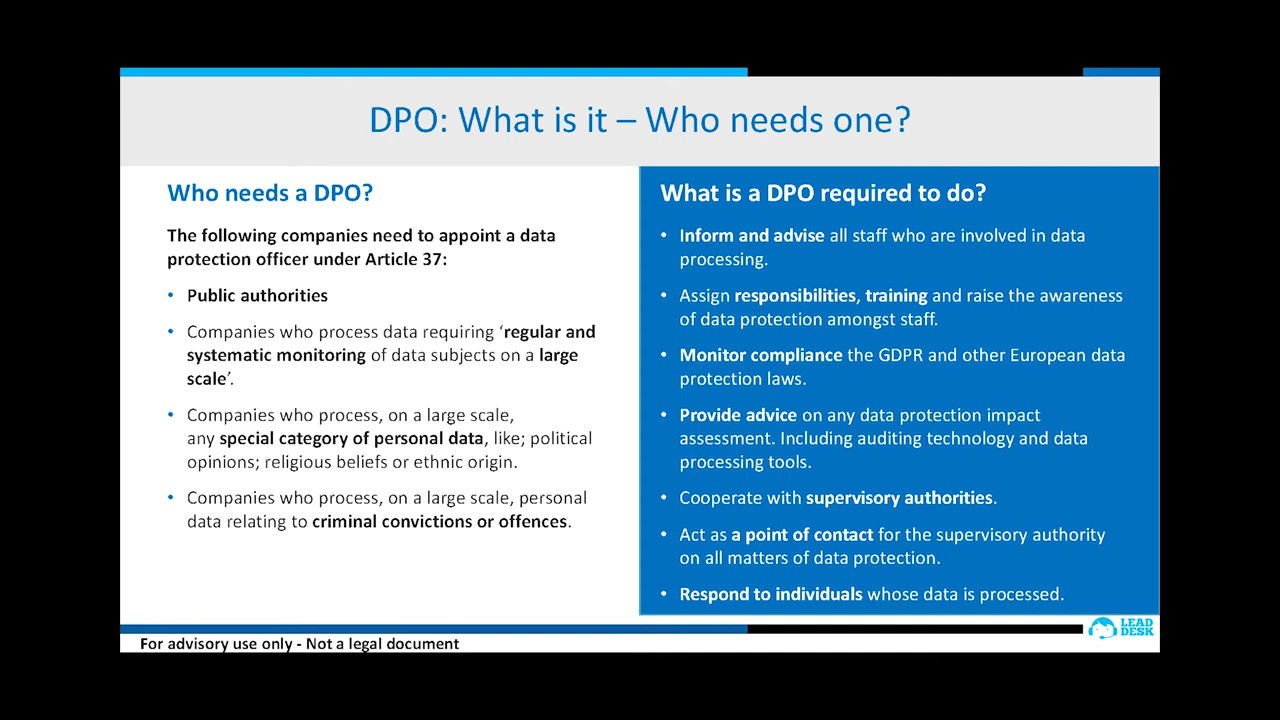 DPO: What is it – Who needs one?
Who needs a DPO?
The following companies need to appoint a data
protection officer under Article 37:
• Public authorities
• Companies who process data requiring ‘regular and
systematic monitoring of data subjects on a large
scale’.
• Companies who process, on a large scale,
any special category of personal data, like; political
opinions; religious beliefs or ethnic origin.
• Companies who process, on a large scale, personal
data relating to criminal convictions or offences.
What is a DPO required to do?
• Inform and advise all staff who are involved in data
processing.
• Assign responsibilities, training and raise the awareness
of data protection amongst staff.
• Monitor compliance the GDPR and other European data
protection laws.
• Provide advice on any data protection impact
assessment. Including auditing technology and data
processing tools.
• Cooperate with supervisory authorities.
• Act as a point of contact for the supervisory authority
on all matters of data protection.
• Respond to individuals whose data is processed.
LEAD
DESK
For advisory use only - Not a legal document